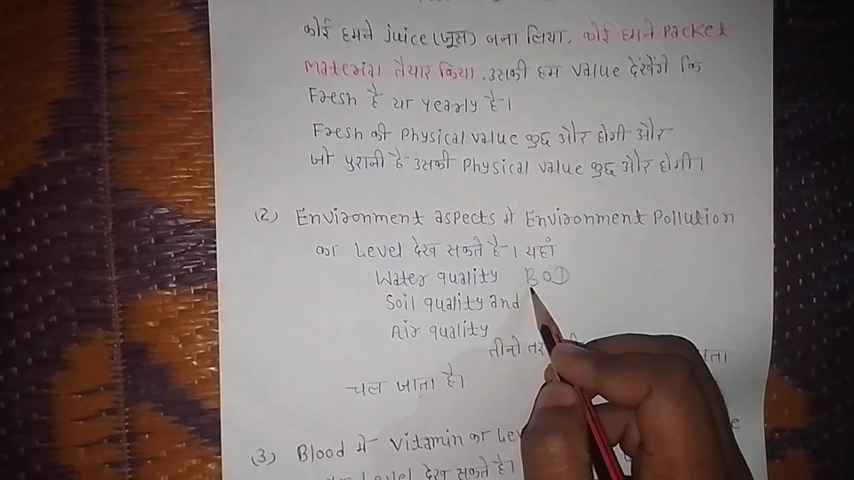 कोई हमने juice (जूस) बना लिया. कोई हमने Packet
Material तैयार किया. उसकी हम value देखेंगे कि
Fresh है या yearly है।
Fresh की Physical value कुछ और होगी और
जो पुरानी है उसकी Physical value कुछ और होगी।
(2) Environment aspects में Environment Pollution
का Level देख सकते है। यहाँ
Water quality BOD
Soil quality and
Air quality
तीनो
चल जाता है।
(3) Blood में Vitamin का
Level देख सकते है।